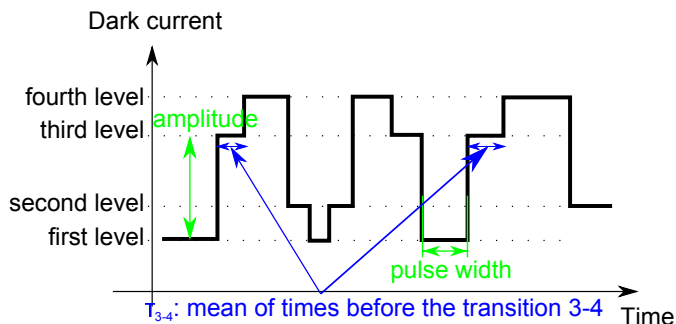 Dark current
fourth level
third level
amplitude
second level
first level
pulse width
τ3-4: mean of times before the transition 3-4
Time